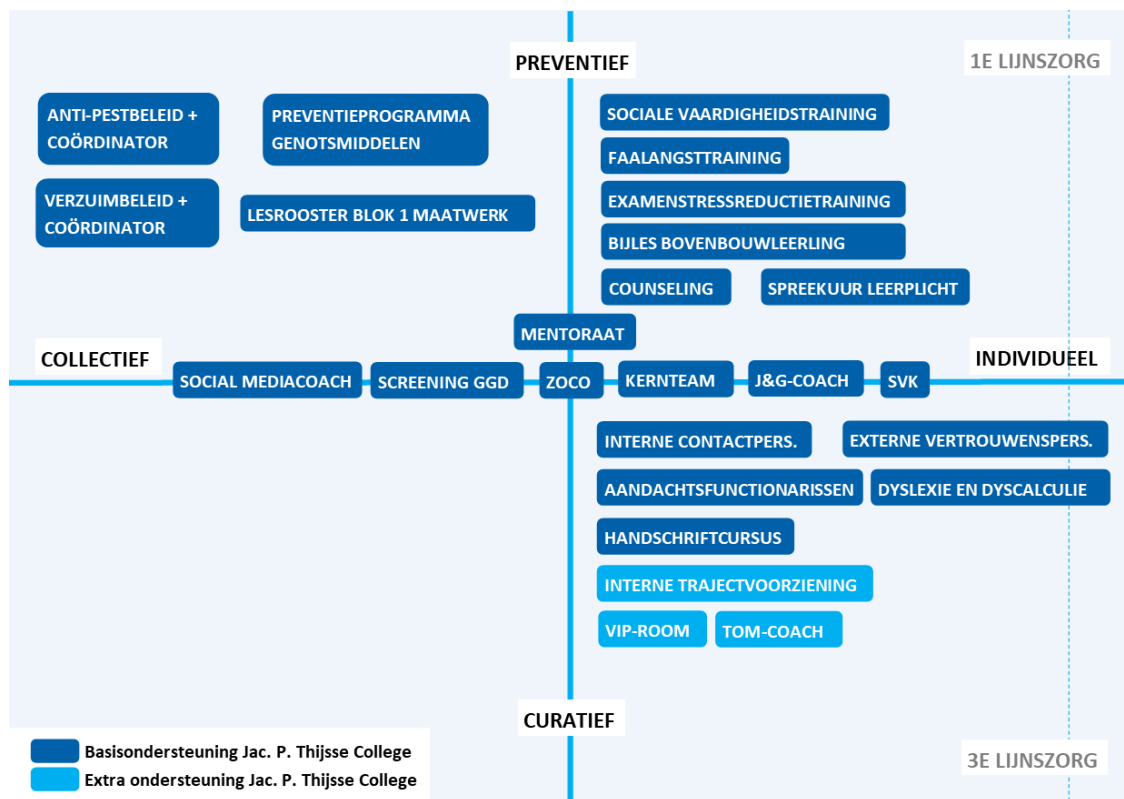 PREVENTIEF
1E LIJNSZORG
ANTI-PESTBELEID +
COÖRDINATOR
PREVENTIEPROGRAMMA
GENOTSMIDDELEN
VERZUIMBELEID +
COÖRDINATOR
LESROOSTER BLOK 1 MAATWERK
SOCIALE VAARDIGHEIDSTRAINING
FAALANGSTTRAINING
EXAMENSTRESSREDUCTIETRAINING
BIJLES BOVENBOUWLEERLING
COUNSELING
SPREEKUUR LEERPLICHT
MENTORAAT
COLLECTIEF
INDIVIDUEEL
SOCIAL MEDIACOACH
SCREENING GGD
ZOCO
KERNTEAM
J&G-COACH
SVK
INTERNE CONTACTPERS.
EXTERNE VERTROUWENSPERS.
AANDACHTSFUNCTIONARISSEN
DYSLEXIE EN DYSCALCULIE
HANDSCHRIFTCURSUS
INTERNE TRAJECTVOORZIENING
VIP-ROOM
TOM-COACH
CURATIEF
3E LIJNSZORG
Basisondersteuning Jac. P. Thijsse College
Extra ondersteuning Jac. P. Thijsse College